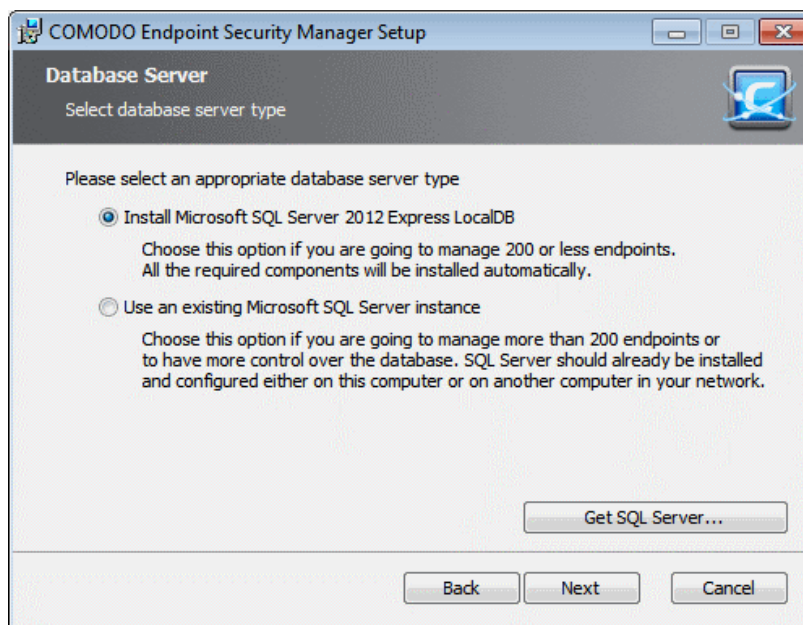 COMODO Endpoint Security Manager Setup
Database Server
Select database server type
Please select an appropriate database server type
Install Microsoft SQL Server 2012 Express LocalDB
Choose this option if you are going to manage 200 or less endpoints.
All the required components will be installed automatically.
Use an existing Microsoft SQL Server instance
Choose this option if you are going to manage more than 200 endpoints or
to have more control over the database. SQL Server should already be installed
and configured either on this computer or on another computer in your network.
Get SQL Server...
Back Next Cancel